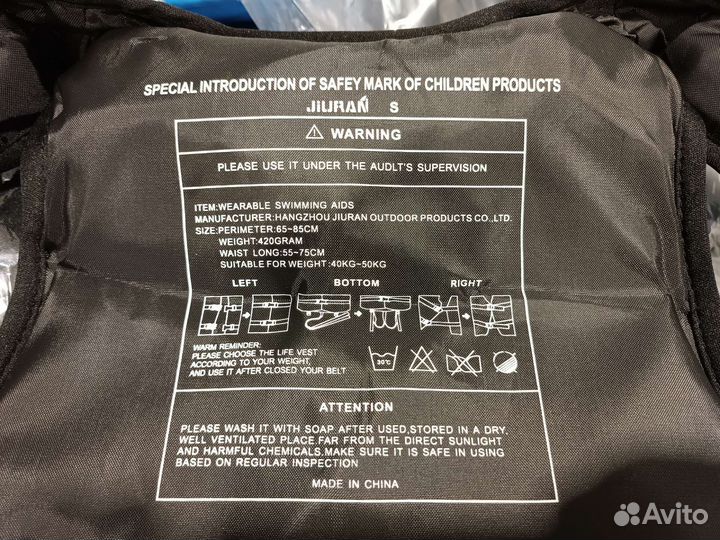 SPECIAL INTRODUCTION OF SAFEY MARK OF CHILDREN PRODUCTS
JIURAN S
WARNING
PLEASE USE IT UNDER THE AUDLT'S SUPERVISION
ITEM:WEARABLE SWIMMING AIDS
MANUFACTURER:HANGZHOU JIURAN OUTDOOR PRODUCTS CO.,LTD.
SIZE:PERIMETER:65~85CM
WEIGHT:420GRAM
WAIST LONG:55~75CM
SUITABLE FOR WEIGHT:40KG~50KG
LEFT BOTTOM RIGHT
WARM REMINDER:
PLEASE CHOOSE THE LIFE VEST
ACCORDING TO YOUR WEIGHT,
AND USE IT AFTER CLOSED YOUR BELT
30°C
ATTENTION
PLEASE WASH IT WITH SOAP AFTER USED,STORED IN A DRY,
WELL VENTILATED PLACE.FAR FROM THE DIRECT SUNLIGHT
AND HARMFUL CHEMICALS.MAKE SURE IT IS SAFE IN USING
BASED ON REGULAR INSPECTION
MADE IN CHINA
Avito